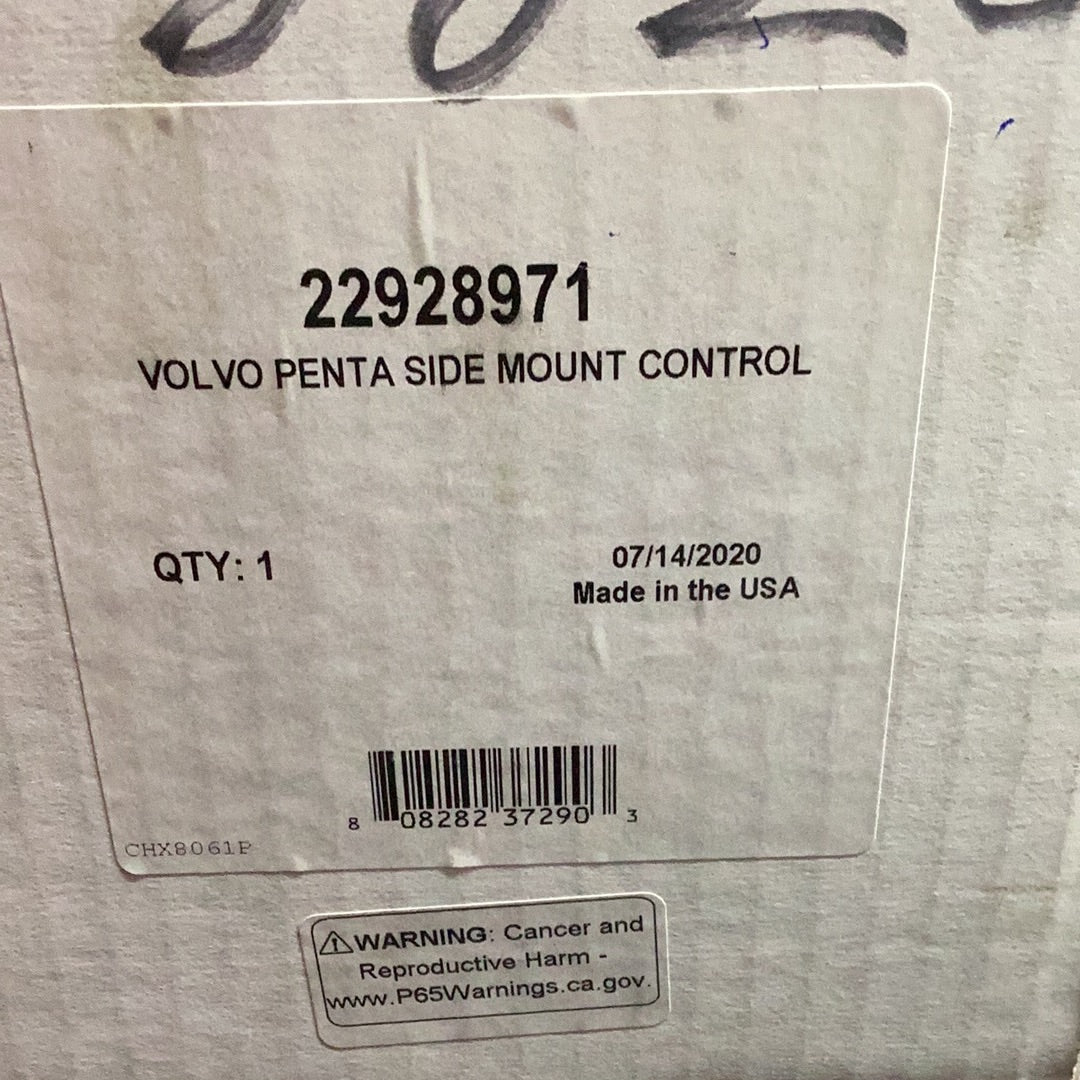 22928971
VOLVO PENTA SIDE MOUNT CONTROL
QTY: 1
07/14/2020
Made in the USA
8 08282 37290 3
CHX8061P
⚠WARNING: Cancer and
Reproductive Harm -
www.P65Warnings.ca.gov.